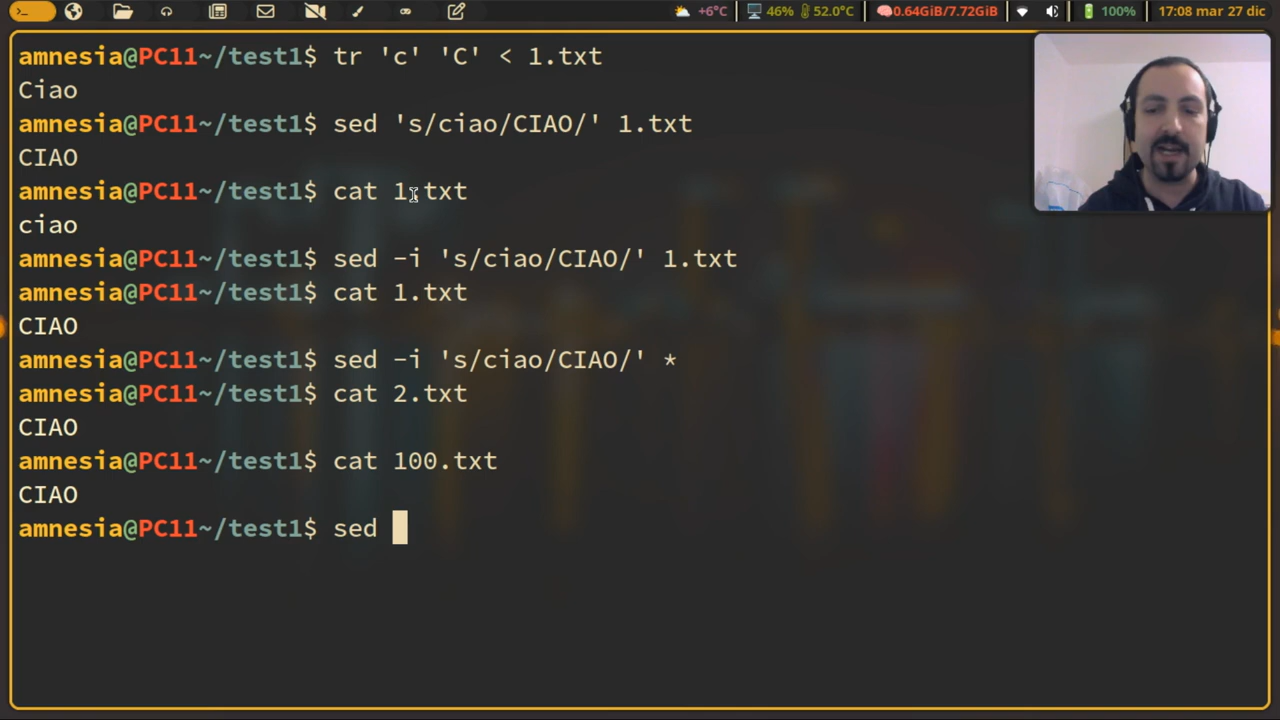 >_ +6°C 46% 52.0°C 0.64GiB/7.72GiB 100% 17:08 mar 27 dic
amnesia@PC11~/test1$ tr 'c' 'C' < 1.txt
Ciao
amnesia@PC11~/test1$ sed 's/ciao/CIAO/' 1.txt
CIAO
amnesia@PC11~/test1$ cat 1.txt
ciao
amnesia@PC11~/test1$ sed -i 's/ciao/CIAO/' 1.txt
amnesia@PC11~/test1$ cat 1.txt
CIAO
amnesia@PC11~/test1$ sed -i 's/ciao/CIAO/' *
amnesia@PC11~/test1$ cat 2.txt
CIAO
amnesia@PC11~/test1$ cat 100.txt
CIAO
amnesia@PC11~/test1$ sed